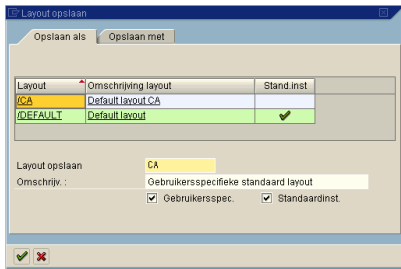 Layout opslaan
Opslaan als Opslaan met
Layout Omschrijving layout Stand.inst
/CA Default layout CA
/DEFAULT Default layout
Layout opslaan CA
Omschrijv. : Gebruikersspecifieke standaard layout
Gebruikersspec. Standaardinst.